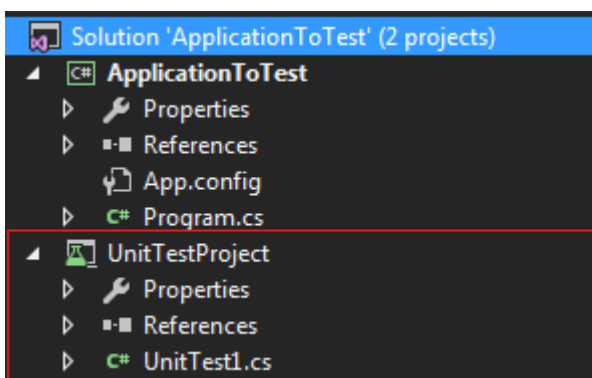 Solution 'ApplicationToTest' (2 projects)
C# ApplicationToTest
Properties
References
App.config
C# Program.cs
UnitTestProject
Properties
References
C# UnitTest1.cs